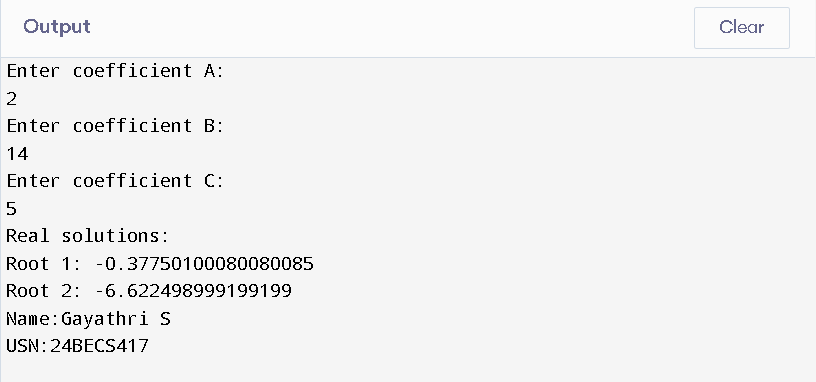 Output
Clear
Enter coefficient A:
2
Enter coefficient B:
14
Enter coefficient C:
5
Real solutions:
Root 1: -0.37750100080080085
Root 2: -6.622498999199199
Name:Gayathri S
USN:24BECS417